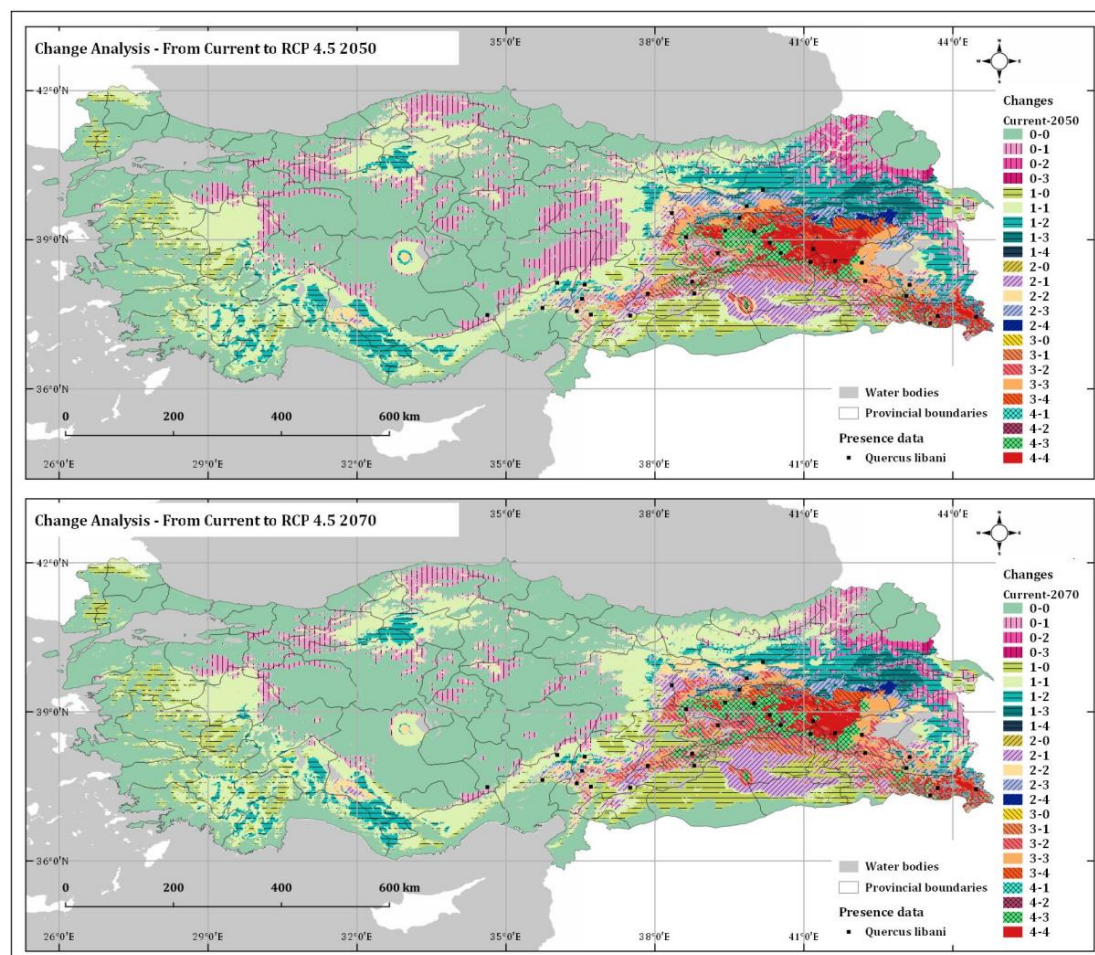 Change Analysis - From Current to RCP 4.5 2050
35°0'E
38°0'E
41°0'E
44°0'E
42°0'N
39°0'N
36°0'N
Changes
Current-2050
0-0
0-1
0-2
0-3
1-0
1-1
1-2
1-3
1-4
2-0
2-1
2-2
2-3
2-4
3-0
3-1
3-2
3-3
3-4
4-1
4-2
4-3
4-4
Water bodies
Provincial boundaries
Presence data
Quercus libani
0 200 400 600 km
26°0'E 29°0'E 32°0'E 35°0'E 38°0'E 41°0'E 44°0'E
Change Analysis - From Current to RCP 4.5 2070
35°0'E
38°0'E
41°0'E
44°0'E
42°0'N
39°0'N
36°0'N
Changes
Current-2070
0-0
0-1
0-2
0-3
1-0
1-1
1-2
1-3
1-4
2-0
2-1
2-2
2-3
2-4
3-0
3-1
3-2
3-3
3-4
4-1
4-2
4-3
4-4
Water bodies
Provincial boundaries
Presence data
Quercus libani
0 200 400 600 km
26°0'E 29°0'E 32°0'E 35°0'E 38°0'E 41°0'E 44°0'E